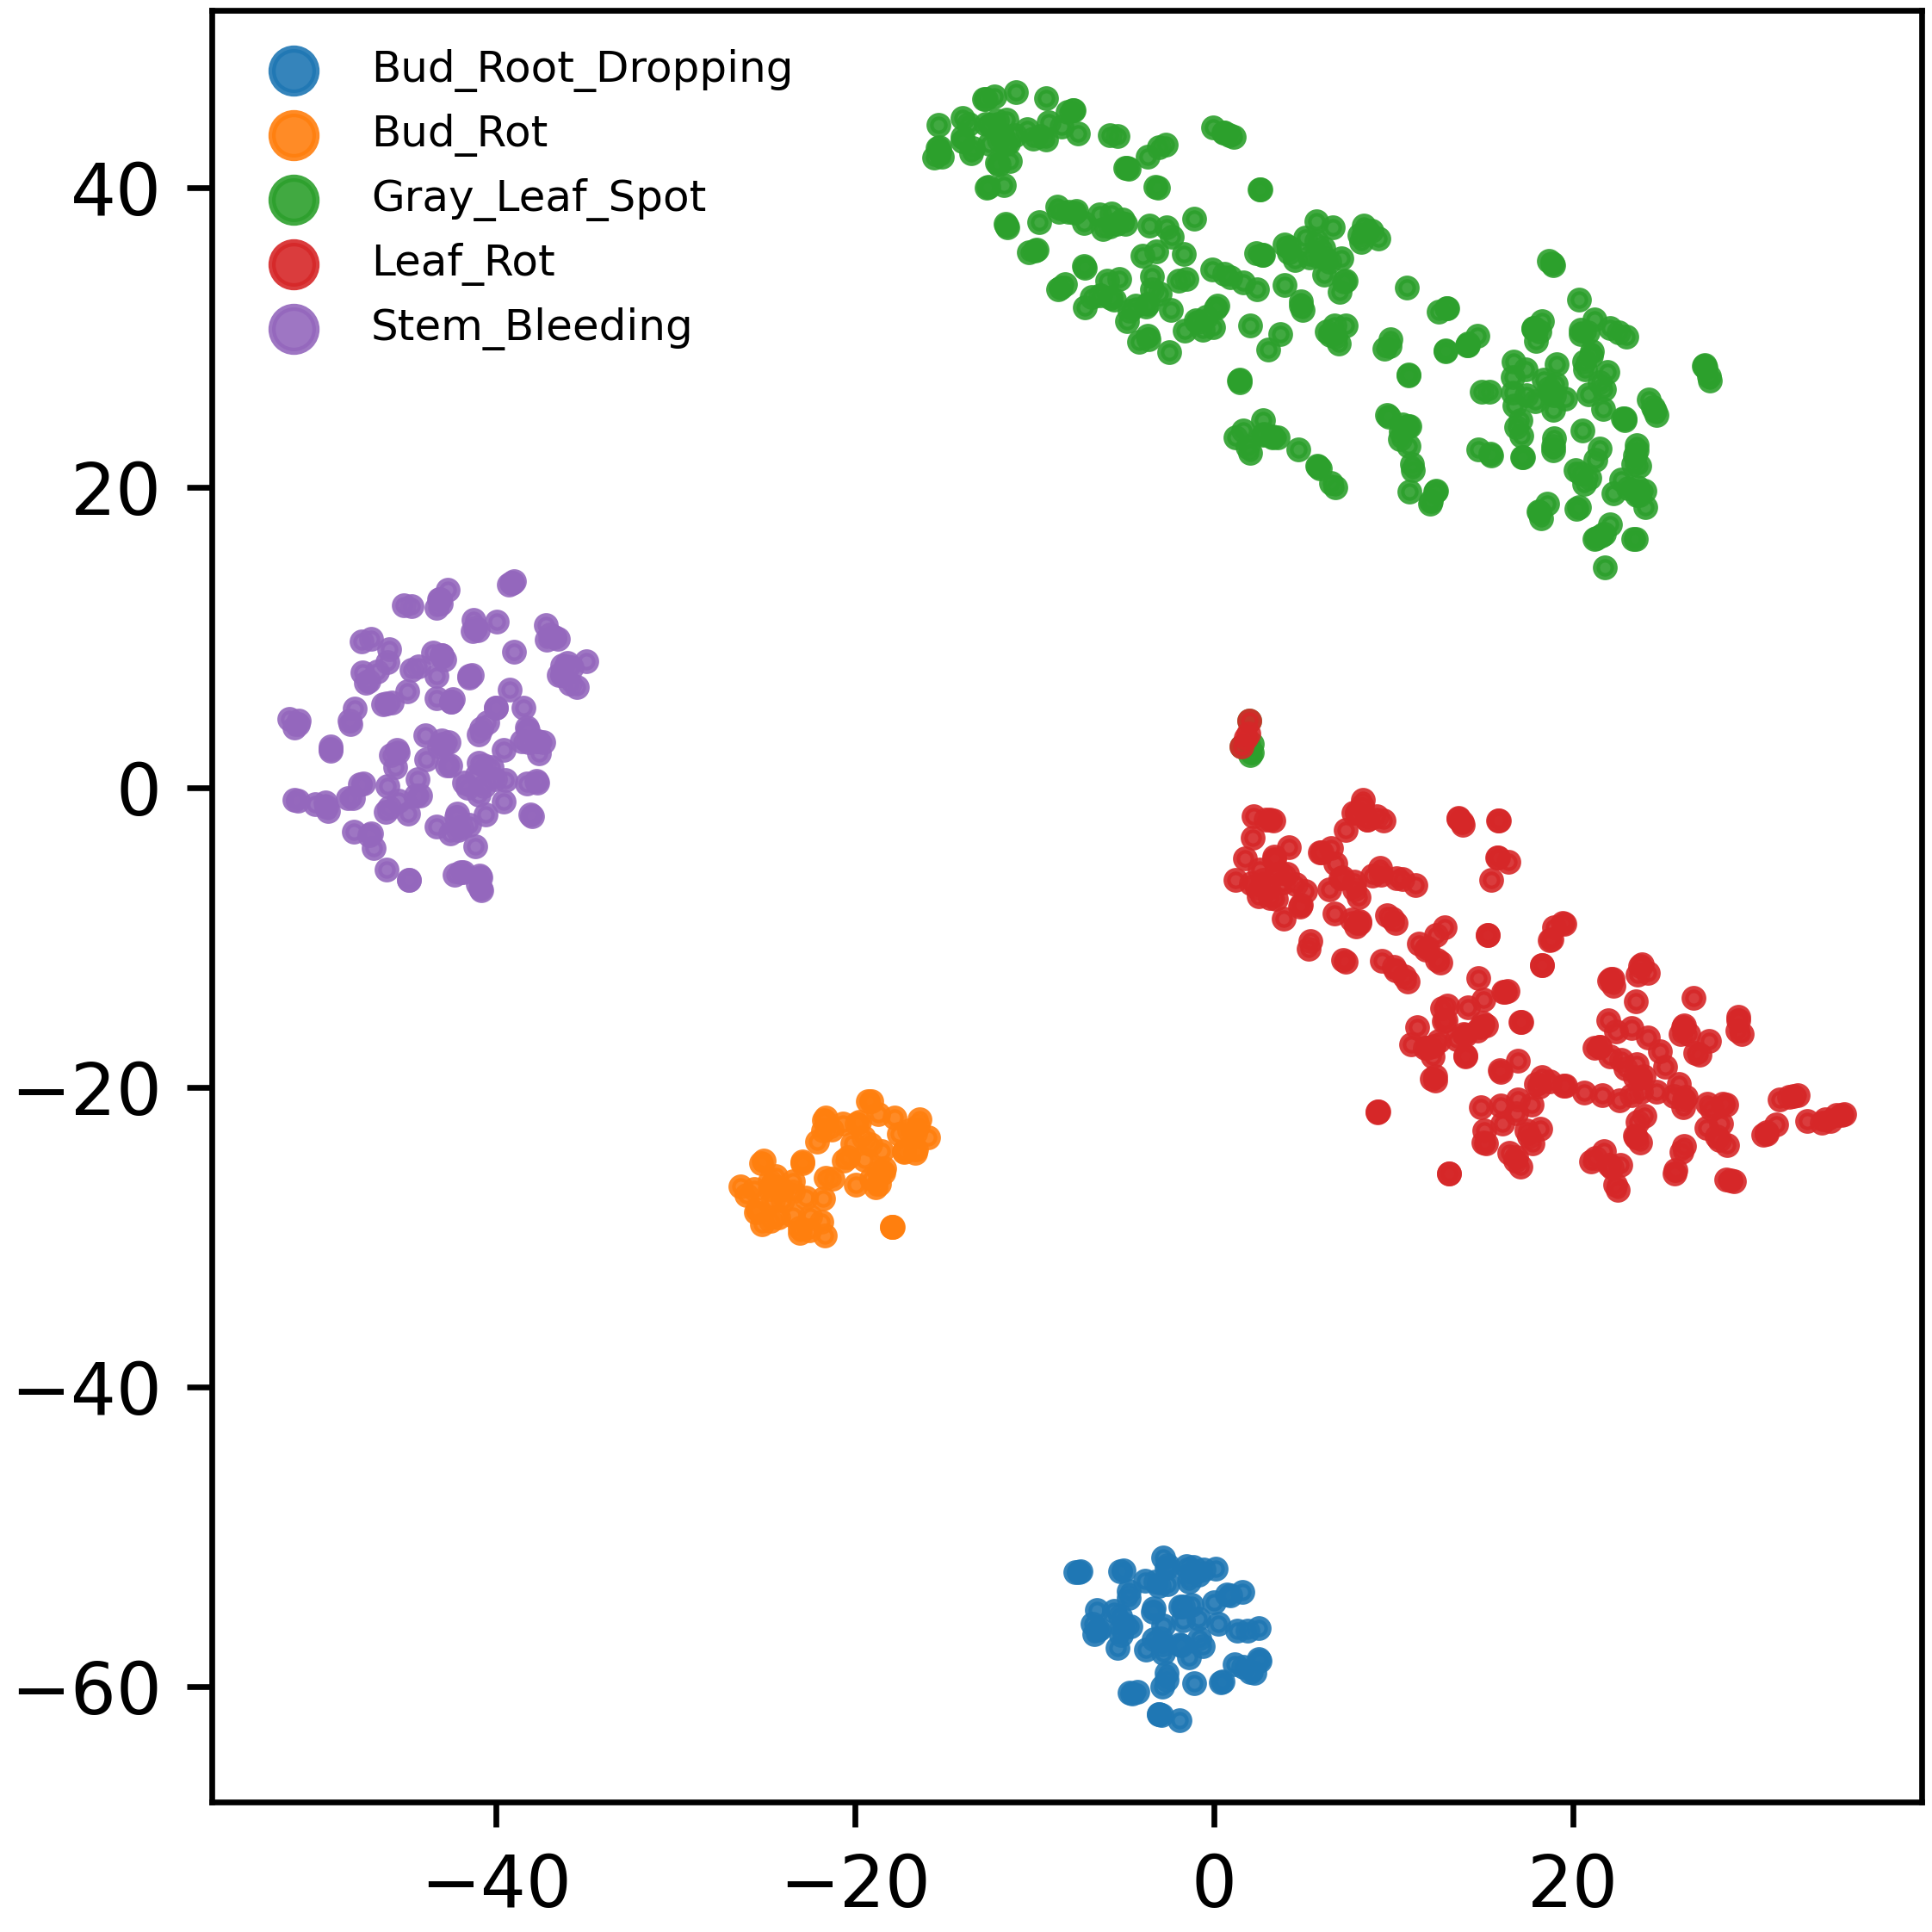 Bud_Root_Dropping
Bud_Rot
Gray_Leaf_Spot
Leaf_Rot
Stem_Bleeding
40
20
0
−20
−40
−60
−40 −20 0 20